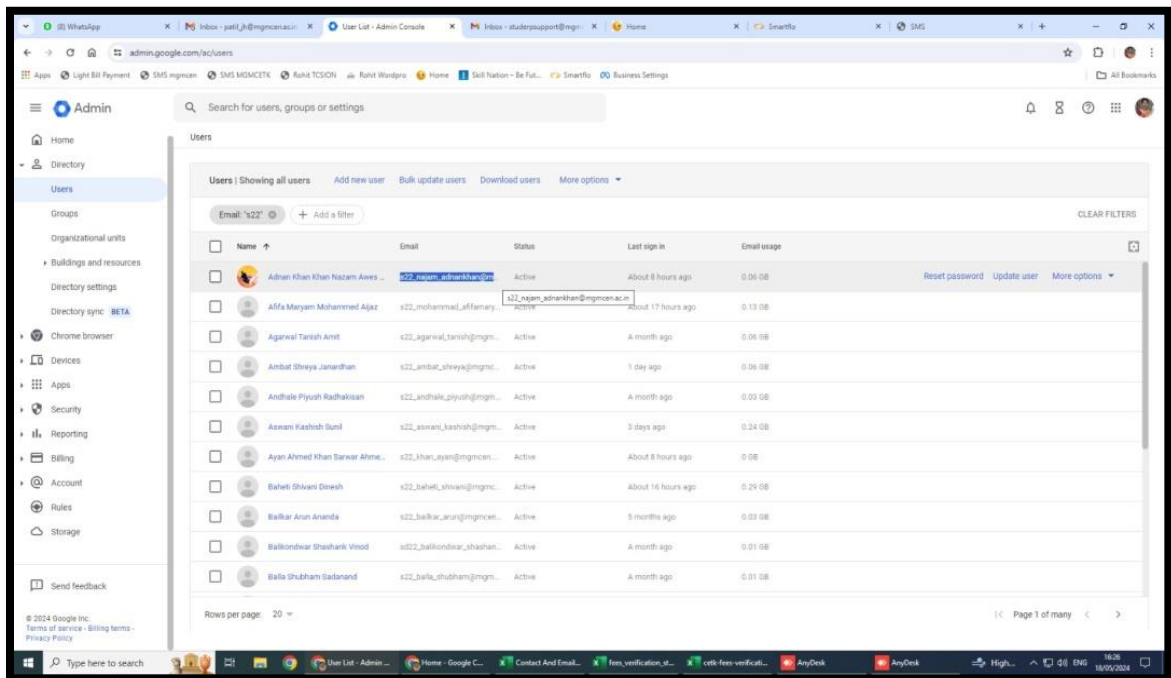 (8) WhatsApp
Inbox - patil_jh@mgmcen.ac.in
User List - Admin Console
Inbox - studerpsupport@mgm
Home
Smartflo
SMS
admin.google.com/ac/users
Apps Light Bill Payment SMS mgmcen SMS MGMCETK Rohit TCSION Rohit Wordpro Home Skill Nation - Be Fut... Smartflo Business Settings All Bookmarks
Admin
Search for users, groups or settings
Home
Directory
Users
Groups
Organizational units
Buildings and resources
Directory settings
Directory sync BETA
Chrome browser
Devices
Apps
Security
Reporting
Billing
Account
Rules
Storage
Send feedback
© 2024 Google Inc.
Terms of service - Billing terms -
Privacy Policy
Users
Users | Showing all users Add new user Bulk update users Download users More options
Email: 's22' + Add a filter CLEAR FILTERS
Name Email Status Last sign in Email usage
Adnan Khan Khan Nazam Awes ... s22_najam_adnankhan@m Active About 8 hours ago 0.06 GB Reset password Update user More options
s22_najam_adnankhan@mgmcen.ac.in
Afifa Maryam Mohammed Aijaz s22_mohammad_afifamary... Active About 17 hours ago 0.13 GB
Agarwal Tanish Amit s22_agarwal_tanish@mgm... Active A month ago 0.06 GB
Ambat Shreya Janardhan s22_ambat_shreya@mgmc... Active 1 day ago 0.06 GB
Andhale Piyush Radhakisan s22_andhale_piyush@mgm... Active A month ago 0.03 GB
Aswani Kashish Sunil s22_aswani_kashish@mgm... Active 3 days ago 0.24 GB
Ayan Ahmed Khan Sarwar Ahme... s22_khan_ayan@mgmcen.... Active About 8 hours ago 0 GB
Baheti Shivani Dinesh s22_baheti_shivani@mgmc... Active About 16 hours ago 0.29 GB
Bailkar Arun Ananda s22_bailkar_arun@mgmcen... Active 5 months ago 0.03 GB
Balikondwar Shashank Vinod sd22_balikondwar_shashan... Active A month ago 0.01 GB
Balla Shubham Sadanand s22_balla_shubham@mgm... Active A month ago 0.01 GB
Rows per page: 20 Page 1 of many
Type here to search User List - Admin ... Home - Google C... Contact And Email... fees_verification_st... cetk-fees-verificati... AnyDesk AnyDesk High... ENG 16:26
18/05/2024